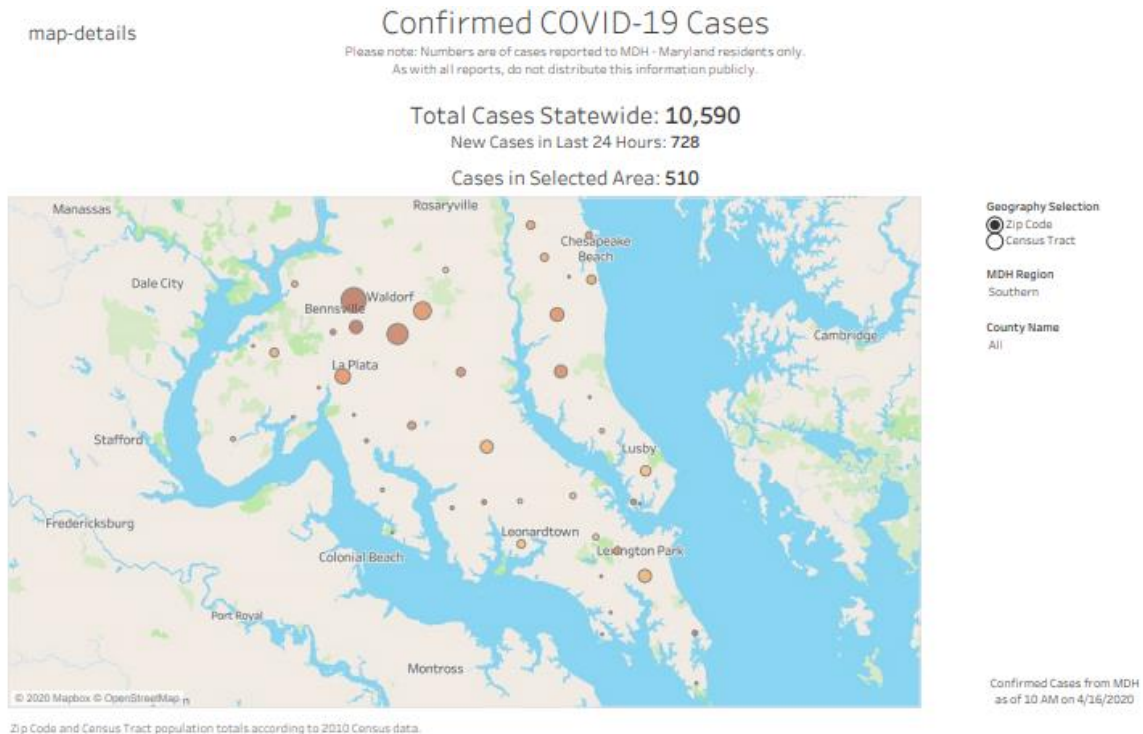 map-details
Confirmed COVID-19 Cases
Please note: Numbers are of cases reported to MDH - Maryland residents only.
As with all reports, do not distribute this information publicly.
Total Cases Statewide: 10,590
New Cases in Last 24 Hours: 728
Cases in Selected Area: 510
Manassas
Rosaryville
Chesapeake
Beach
Dale City
Waldorf
Bennsville
Cambridge
La Plata
Stafford
Lusby
Fredericksburg
Leonardtown
Lexington Park
Colonial Beach
Port Royal
Montross
© 2020 Mapbox © OpenStreetMap
Geography Selection
Zip Code
Census Tract
MDH Region
Southern
County Name
All
Confirmed Cases from MDH
as of 10 AM on 4/16/2020
Zip Code and Census Tract population totals according to 2010 Census data.